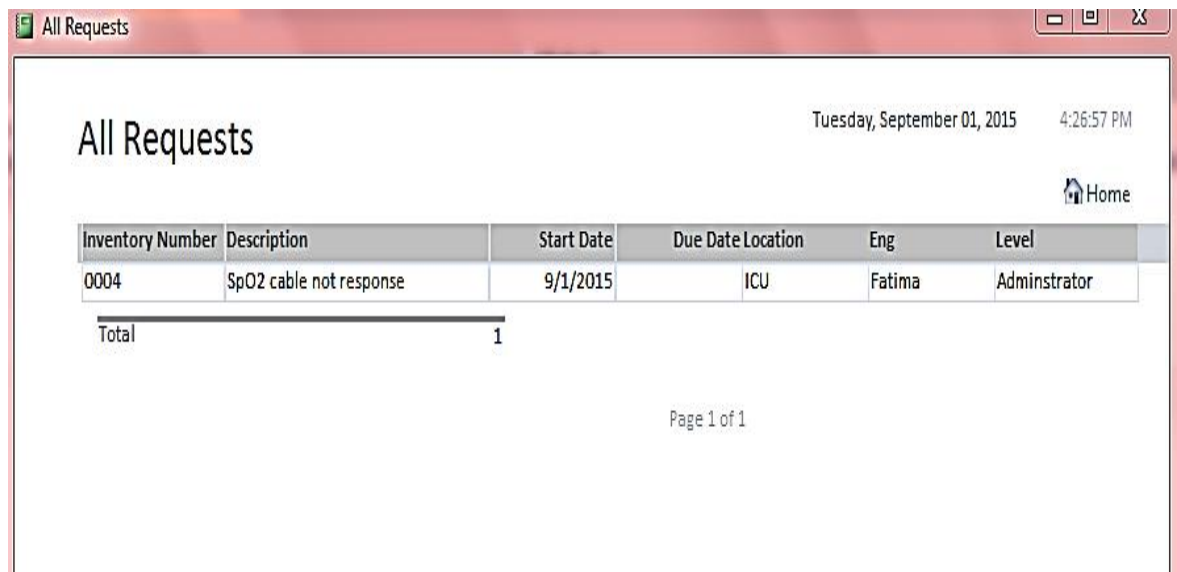 All Requests
All Requests
Tuesday, September 01, 2015 4:26:57 PM
Home
Inventory Number Description Start Date Due Date Location Eng Level
0004 SpO2 cable not response 9/1/2015 ICU Fatima Adminstrator
Total 1
Page 1 of 1